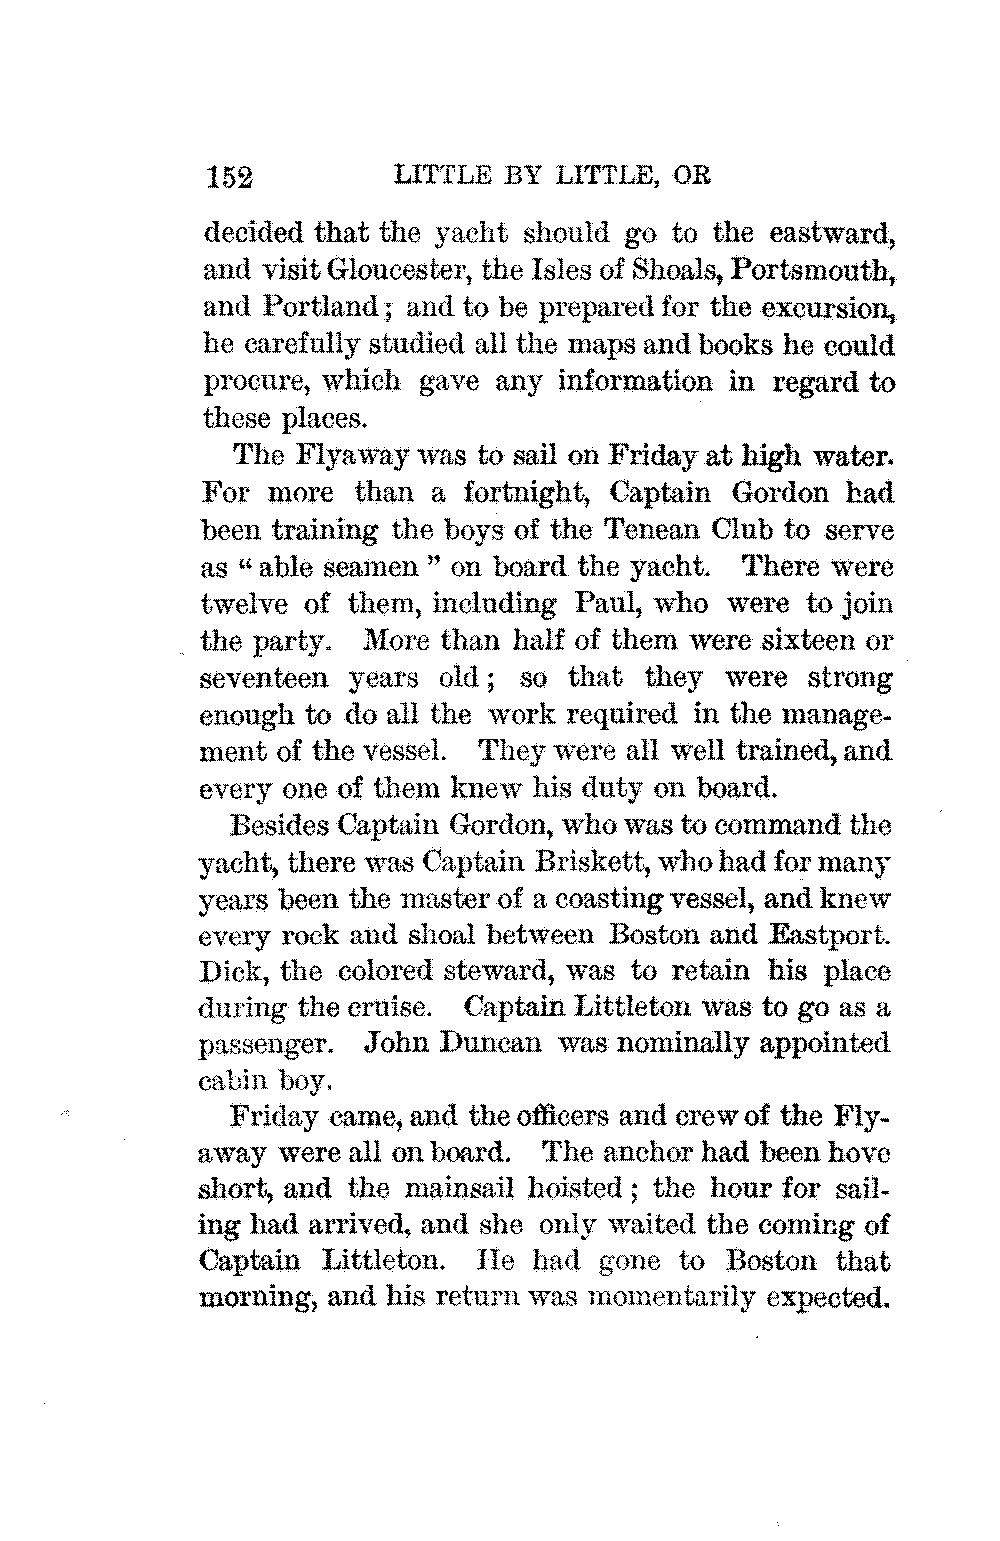 152 LITTLE BY LITTLE, OR
decided that the yacht should go to the eastward,
and visit Gloucester, the Isles of Shoals, Portsmouth,
and Portland; and to be prepared for the excursion,
he carefully studied all the maps and books he could
procure, which gave any information in regard to
these places.
The Flyaway was to sail on Friday at high water.
For more than a fortnight, Captain Gordon had
been training the boys of the Tenean Club to serve
as "able seamen" on board the yacht. There were
twelve of them, including Paul, who were to join
the party. More than half of them were sixteen or
seventeen years old; so that they were strong
enough to do all the work required in the manage-
ment of the vessel. They were all well trained, and
every one of them knew his duty on board.
Besides Captain Gordon, who was to command the
yacht, there was Captain Briskett, who had for many
years been the master of a coasting vessel, and knew
every rock and shoal between Boston and Eastport.
Dick, the colored steward, was to retain his place
during the cruise. Captain Littleton was to go as a
passenger. John Duncan was nominally appointed
cabin boy.
Friday came, and the officers and crew of the Fly-
away were all on board. The anchor had been hove
short, and the mainsail hoisted; the hour for sail-
ing had arrived, and she only waited the coming of
Captain Littleton. He had gone to Boston that
morning, and his return was momentarily expected.